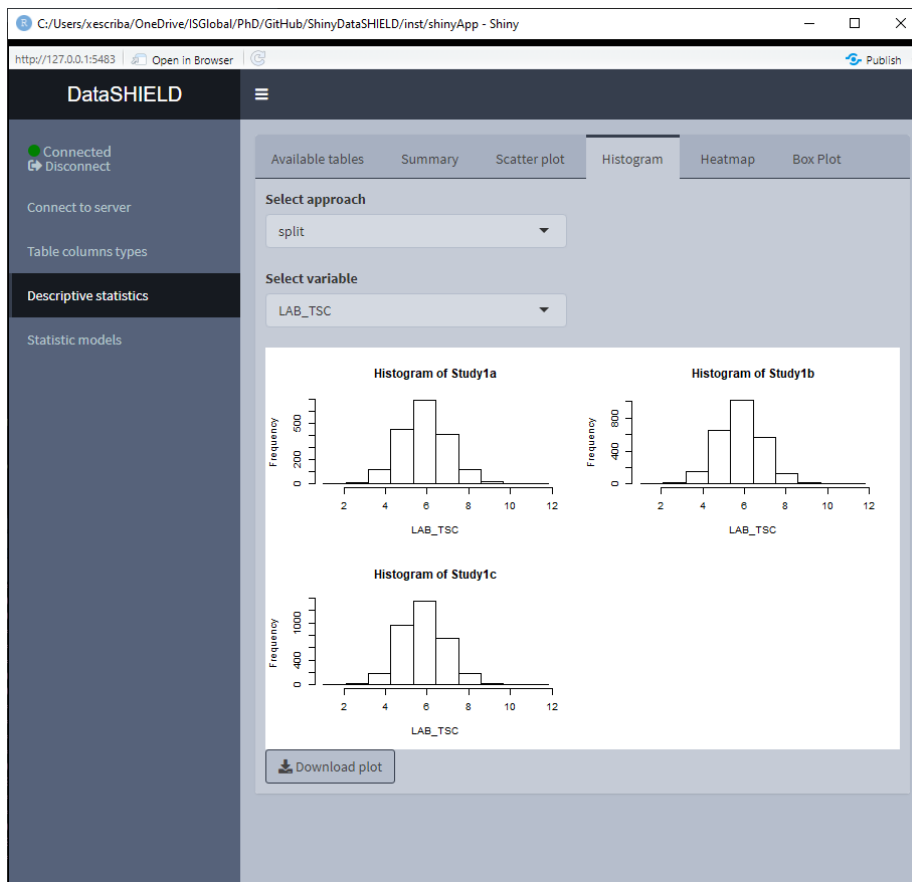 C:/Users/xescriba/OneDrive/ISGlobal/PhD/GitHub/ShinyDataSHIELD/inst/shinyApp - Shiny
http://127.0.0.1:5483 Open in Browser Publish
DataSHIELD
Connected
Disconnect
Connect to server
Table columns types
Descriptive statistics
Statistic models
Available tables Summary Scatter plot Histogram Heatmap Box Plot
Select approach
split
Select variable
LAB_TSC
Histogram of Study1a
Frequency
0 200 600
2 4 6 8 10 12
LAB_TSC
Histogram of Study1b
Frequency
0 400 800
2 4 6 8 10 12
LAB_TSC
Histogram of Study1c
Frequency
0 400 1000
2 4 6 8 10 12
LAB_TSC
Download plot